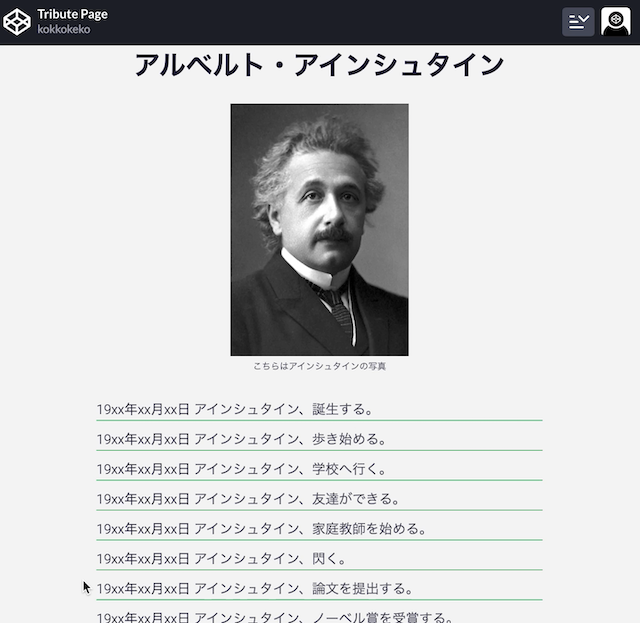 Tribute Page
kokkokeko
アルベルト・アインシュタイン
こちらはアインシュタインの写真
19xx年xx月xx日 アインシュタイン、誕生する。
19xx年xx月xx日 アインシュタイン、歩き始める。
19xx年xx月xx日 アインシュタイン、学校へ行く。
19xx年xx月xx日 アインシュタイン、友達ができる。
19xx年xx月xx日 アインシュタイン、家庭教師を始める。
19xx年xx月xx日 アインシュタイン、閃く。
19xx年xx月xx日 アインシュタイン、論文を提出する。
19xx年xx月xx日 アインシュタイン、ノーベル賞を受賞する。